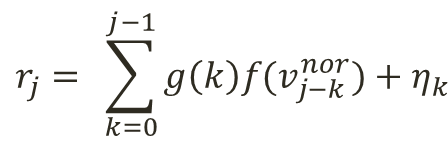 r_j = \sum_{k=0}^{j-1} g(k)f(v_{j-k}^{nor}) + \eta_k